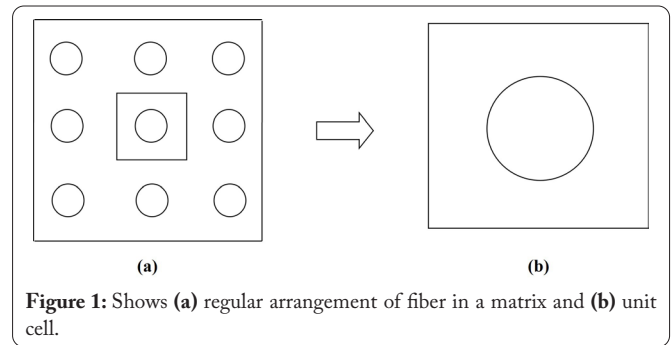 (a) (b)
Figure 1: Shows (a) regular arrangement of fiber in a matrix and (b) unit
cell.